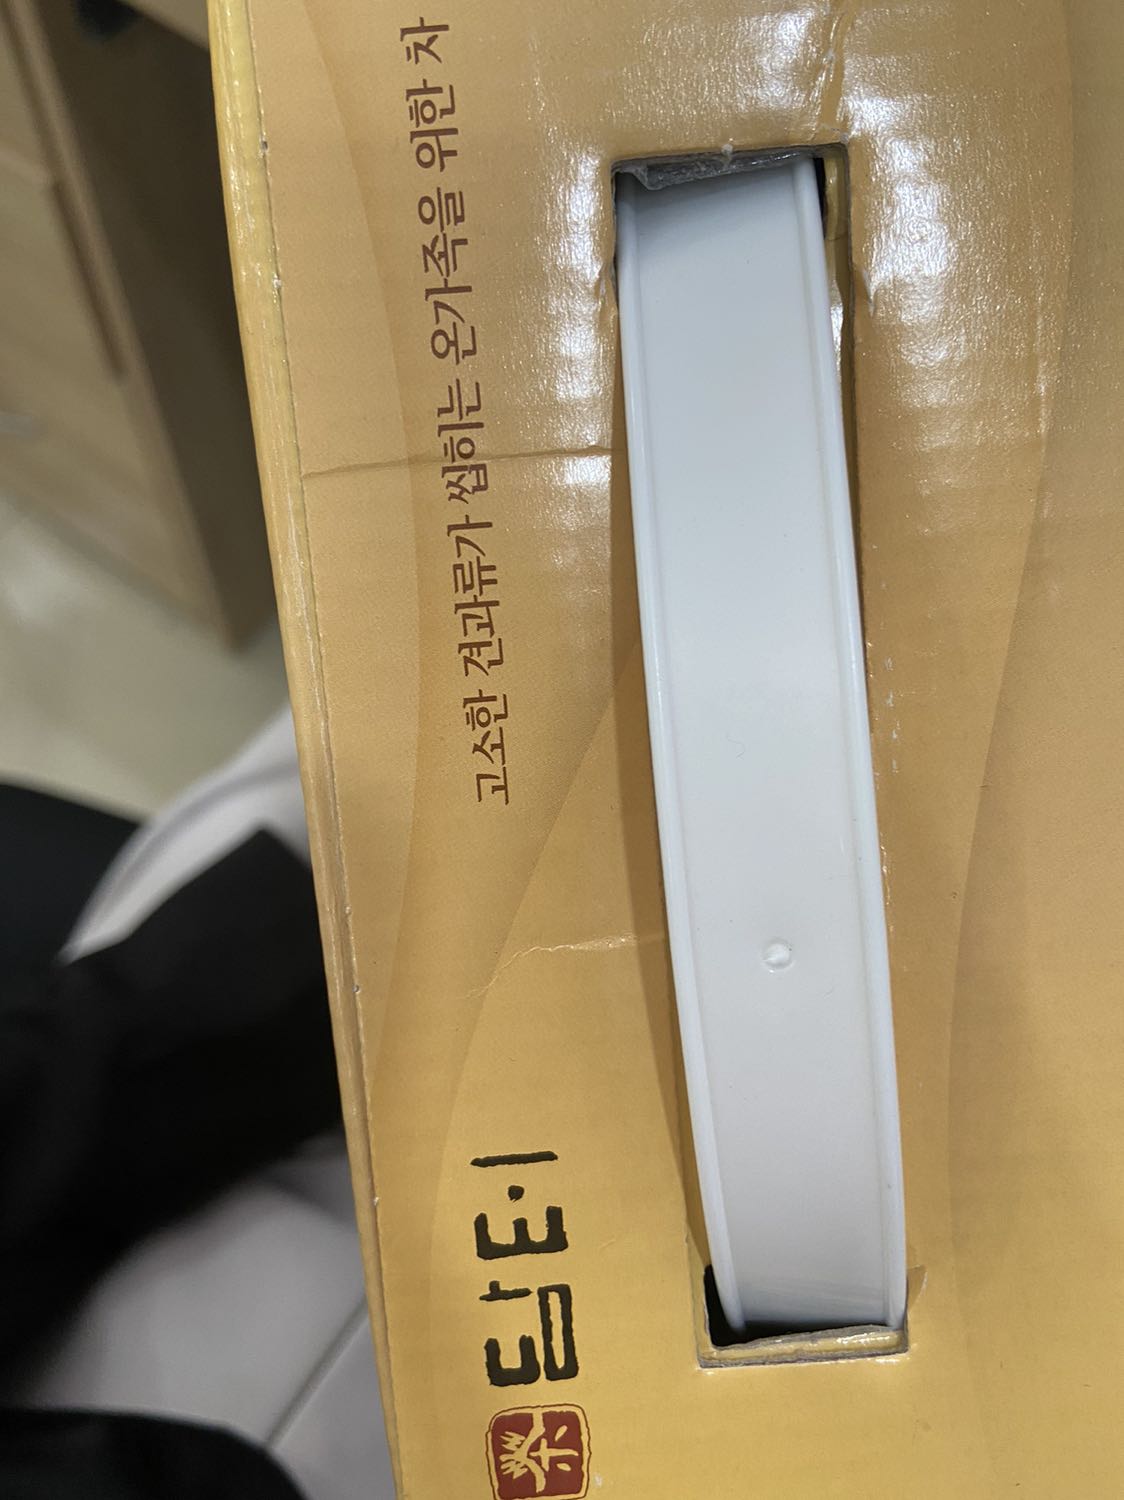 茶 담터
고소한 견과류가 씹히는 온가족을 위한 차